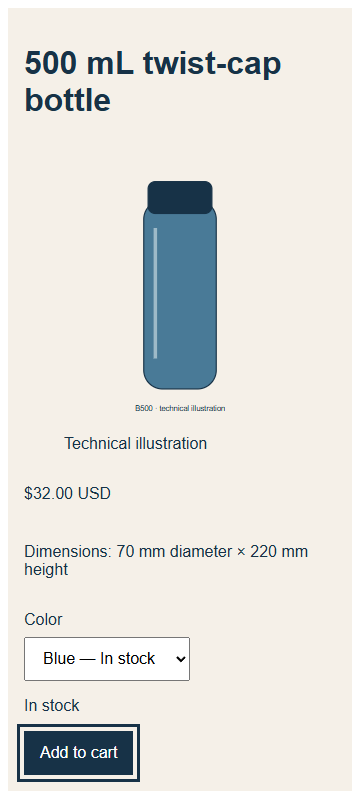 500 mL twist-cap
bottle
B500 · technical illustration
Technical illustration
$32.00 USD
Dimensions: 70 mm diameter × 220 mm
height
Color
Blue — In stock
In stock
Add to cart